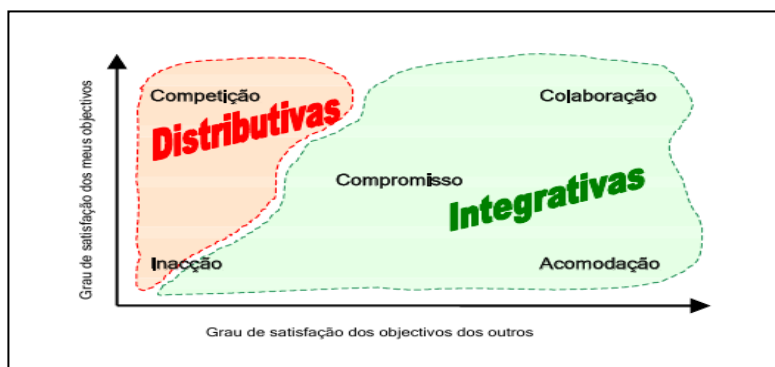 Grau de satisfação dos meus objectivos
Competição
Colaboração
Distributivas
Compromisso
Integrativas
Inacção
Acomodação
Grau de satisfação dos objectivos dos outros